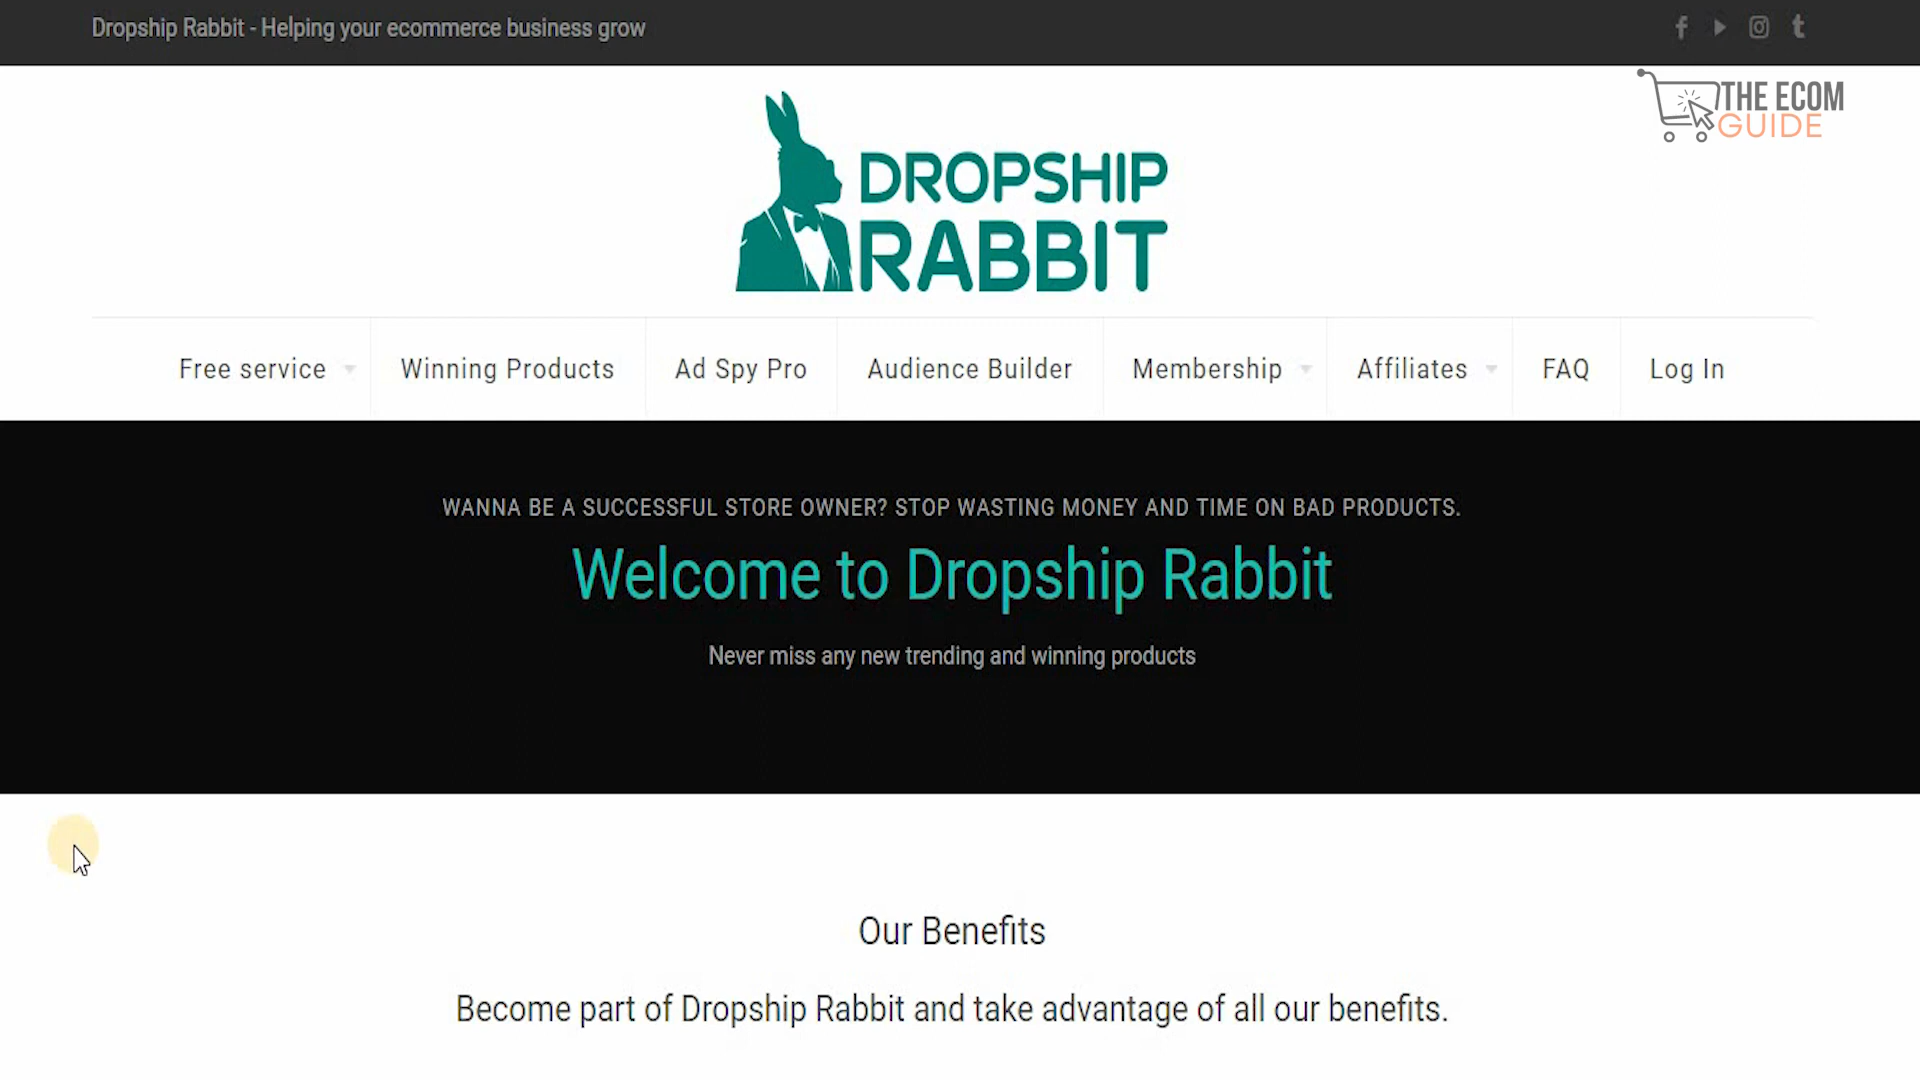 Dropship Rabbit - Helping your ecommerce business grow
THE ECOM
GUIDE
DROPSHIP
RABBIT
Free service
Winning Products
Ad Spy Pro
Audience Builder
Membership
Affiliates
FAQ
Log In
WANNA BE A SUCCESSFUL STORE OWNER? STOP WASTING MONEY AND TIME ON BAD PRODUCTS.
Welcome to Dropship Rabbit
Never miss any new trending and winning products
Our Benefits
Become part of Dropship Rabbit and take advantage of all our benefits.